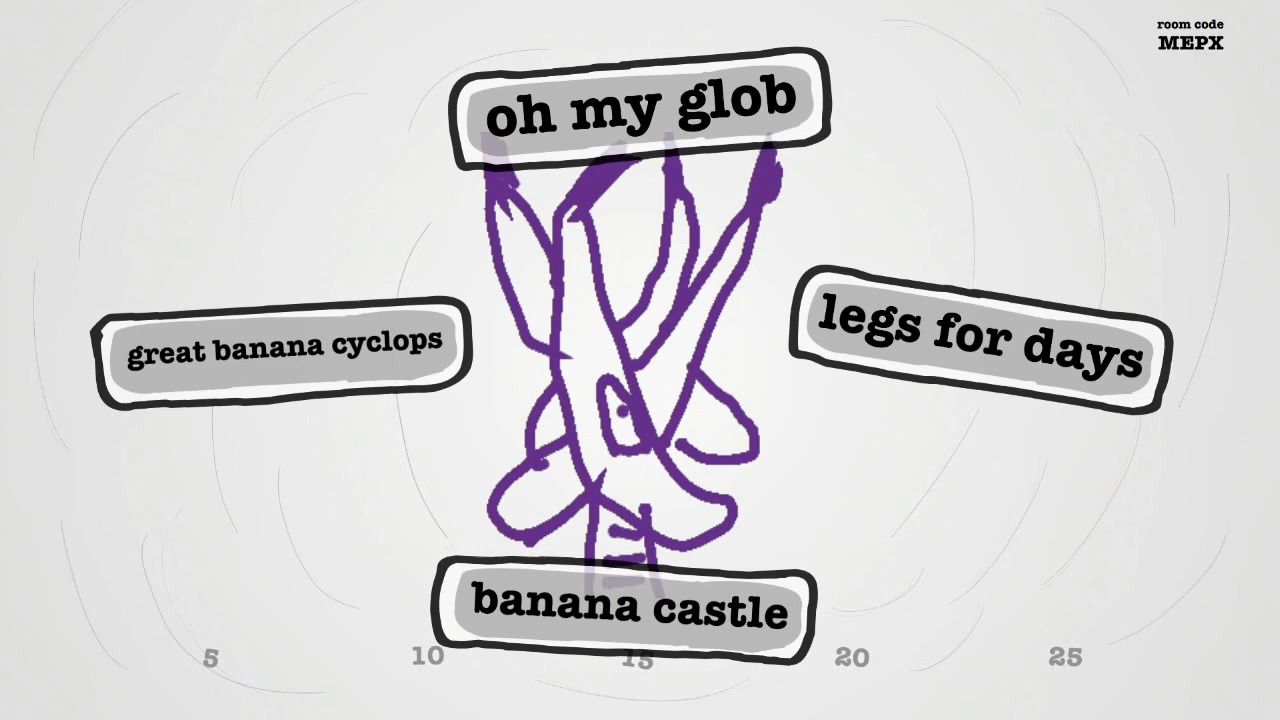 room code
MEPX
oh my glob
great banana cyclops
legs for days
banana castle
5 10 15 20 25